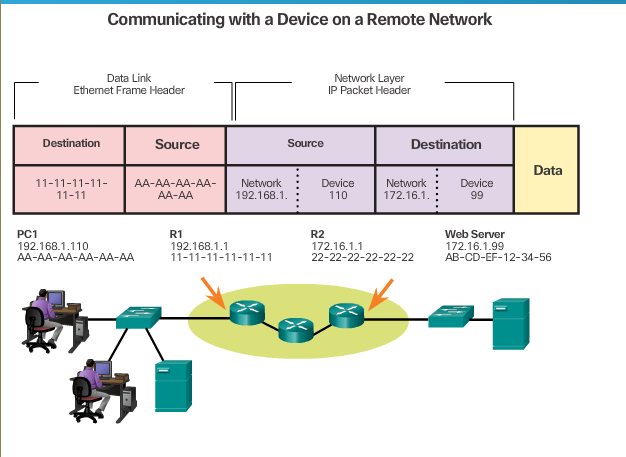 Communicating with a Device on a Remote Network
Data Link
Ethernet Frame Header
Network Layer
IP Packet Header
Destination
Source
Source
Destination
Data
11-11-11-11-
11-11
AA-AA-AA-AA-
AA-AA
Network
192.168.1.
Device
110
Network
172.16.1.
Device
99
PC1
192.168.1.110
AA-AA-AA-AA-AA-AA
R1
192.168.1.1
11-11-11-11-11-11
R2
172.16.1.1
22-22-22-22-22-22
Web Server
172.16.1.99
AB-CD-EF-12-34-56